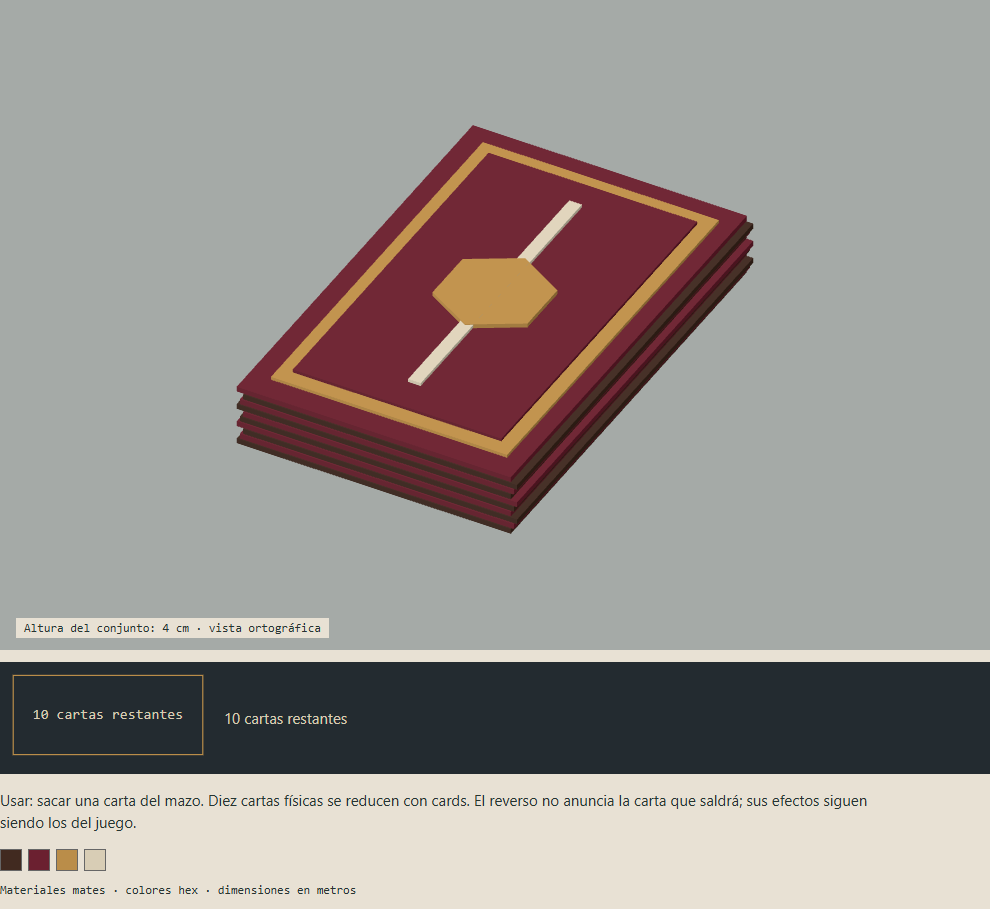 Altura del conjunto: 4 cm · vista ortográfica
10 cartas restantes
10 cartas restantes
Usar: sacar una carta del mazo. Diez cartas físicas se reducen con cards. El reverso no anuncia la carta que saldrá; sus efectos siguen
siendo los del juego.
Materiales mates · colores hex · dimensiones en metros